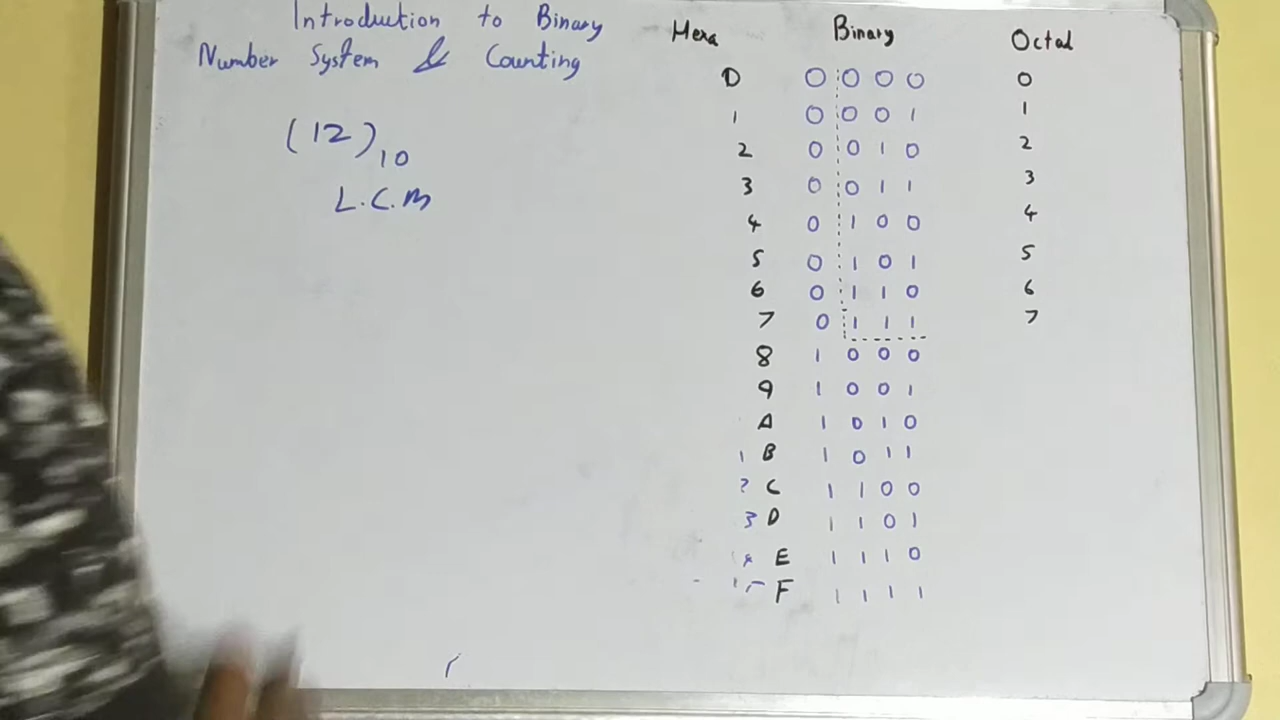 Introduction to Binary
Number System & Counting
(12)10
L.C.M
Hexa Binary Octad
0 0 0 0 0 0
1 0 0 0 1 1
2 0 0 1 0 2
3 0 0 1 1 3
4 0 1 0 0 4
5 0 1 0 1 5
6 0 1 1 0 6
7 0 1 1 1 7
8 1 0 0 0
9 1 0 0 1
A 1 0 1 0
1 B 1 0 1 1
2 C 1 1 0 0
3 D 1 1 0 1
E 1 1 1 0
F 1 1 1 1